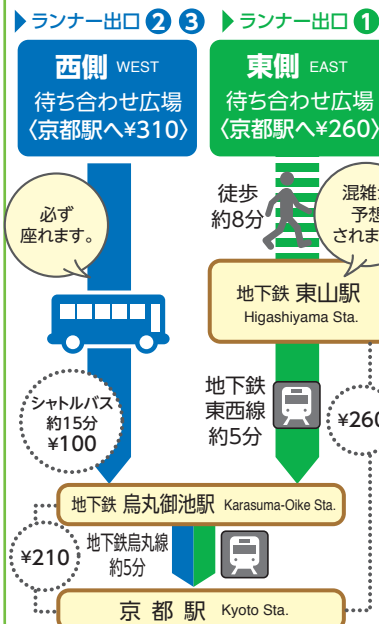 ランナー出口 2 3
西側 WEST
待ち合わせ広場
〈京都駅へ¥310〉
ランナー出口 1
東側 EAST
待ち合わせ広場
〈京都駅へ¥260〉
必ず
座れます。
徒歩
約8分
混雑
予想
されま
地下鉄 東山駅
Higashiyama Sta.
シャトルバス
約15分
¥100
地下鉄
東西線
約5分
¥260
地下鉄 烏丸御池駅 Karasuma-Oike Sta.
¥210
地下鉄烏丸線
約5分
京都駅 Kyoto Sta.